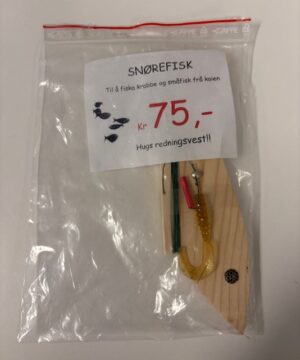 SNØREFISK
Til å fiska krabbe og småfisk frå kaien
Kr 75,-
Hugs redningsvest!!